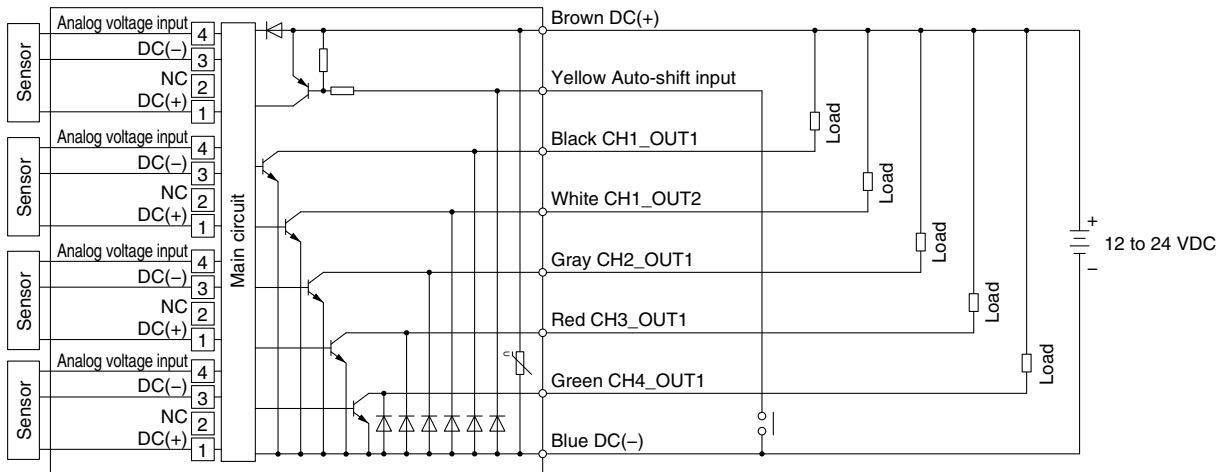 Sensor
Analog voltage input 4
DC(−) 3
NC 2
DC(+) 1
Sensor
Analog voltage input 4
DC(−) 3
NC 2
DC(+) 1
Sensor
Analog voltage input 4
DC(−) 3
NC 2
DC(+) 1
Sensor
Analog voltage input 4
DC(−) 3
NC 2
DC(+) 1
Main circuit
Brown DC(+)
Yellow Auto-shift input
Black CH1_OUT1
White CH1_OUT2
Gray CH2_OUT1
Red CH3_OUT1
Green CH4_OUT1
Blue DC(−)
Load
Load
Load
Load
Load
+
12 to 24 VDC
−